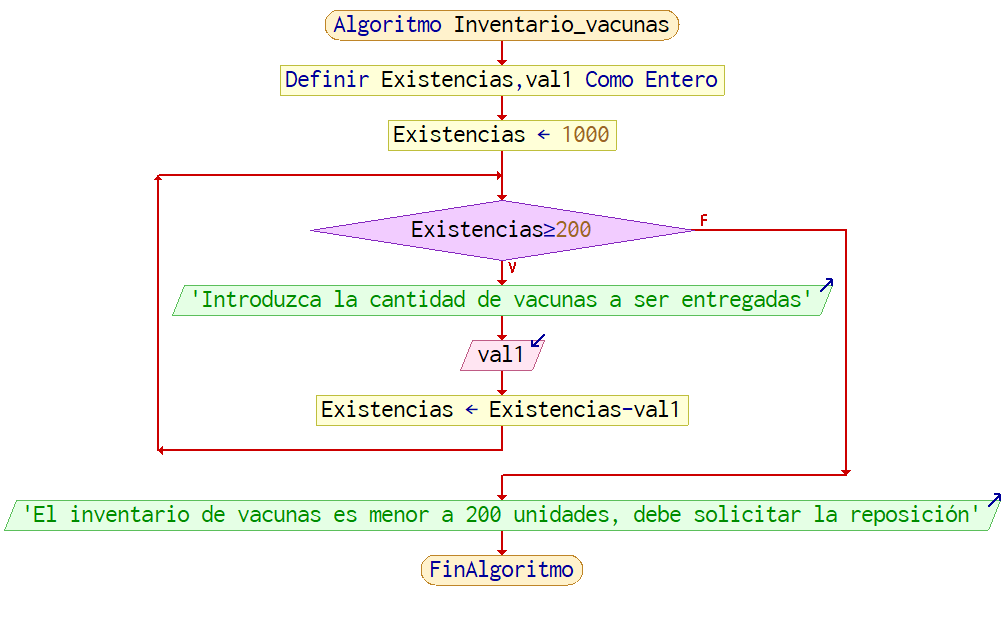 Algoritmo Inventario_vacunas
Definir Existencias,val1 Como Entero
Existencias ← 1000
Existencias≥200
F
V
'Introduzca la cantidad de vacunas a ser entregadas'
val1
Existencias ← Existencias-val1
'El inventario de vacunas es menor a 200 unidades, debe solicitar la reposición'
FinAlgoritmo